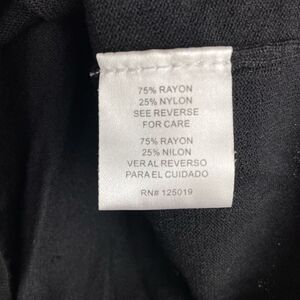 75% RAYON
25% NYLON
SEE REVERSE
FOR CARE
75% RAYON
25% NILON
VER AL REVERSO
PARA EL CUIDADO
RN# 125019